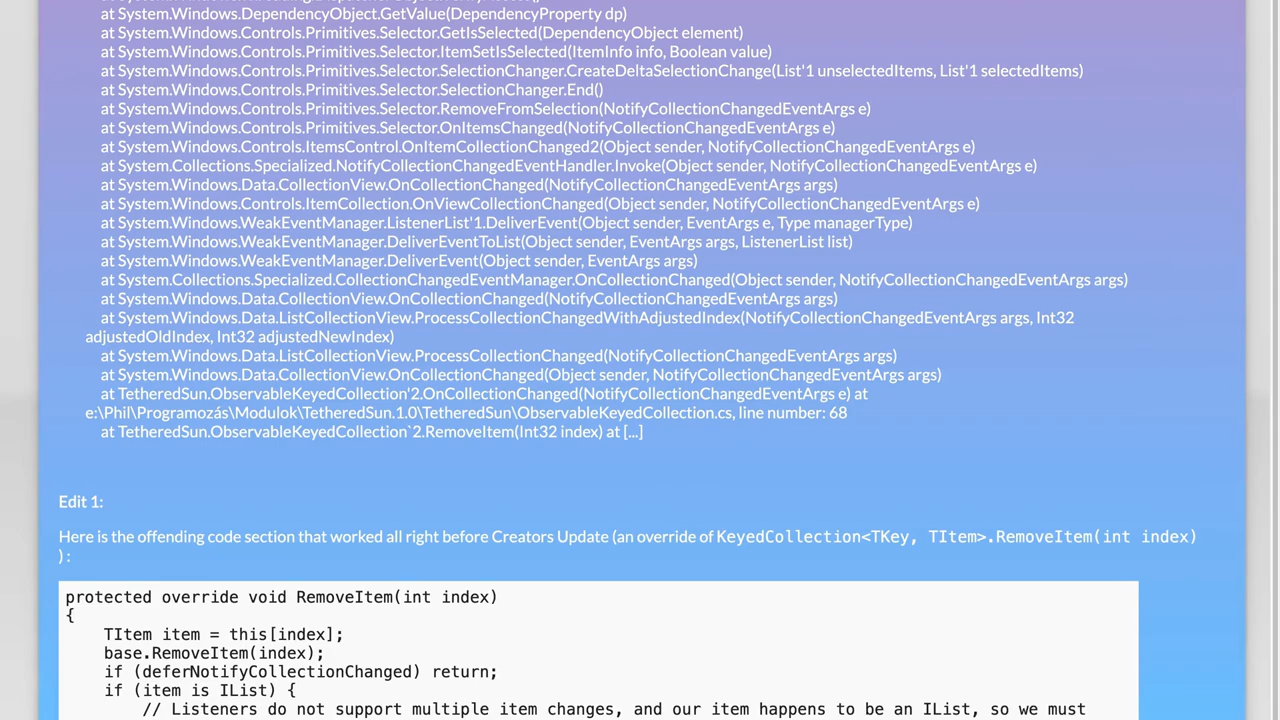 at System.Windows.DependencyObject.GetValue(DependencyProperty dp)
at System.Windows.Controls.Primitives.Selector.GetIsSelected(DependencyObject element)
at System.Windows.Controls.Primitives.Selector.ItemSetIsSelected(ItemInfo info, Boolean value)
at System.Windows.Controls.Primitives.Selector.SelectionChanger.CreateDeltaSelectionChange(List'1 unselectedItems, List'1 selectedItems)
at System.Windows.Controls.Primitives.Selector.SelectionChanger.End()
at System.Windows.Controls.Primitives.Selector.RemoveFromSelection(NotifyCollectionChangedEventArgs e)
at System.Windows.Controls.Primitives.Selector.OnItemsChanged(NotifyCollectionChangedEventArgs e)
at System.Windows.Controls.ItemsControl.OnItemCollectionChanged2(Object sender, NotifyCollectionChangedEventArgs e)
at System.Collections.Specialized.NotifyCollectionChangedEventHandler.Invoke(Object sender, NotifyCollectionChangedEventArgs e)
at System.Windows.Data.CollectionView.OnCollectionChanged(NotifyCollectionChangedEventArgs args)
at System.Windows.Controls.ItemCollection.OnViewCollectionChanged(Object sender, NotifyCollectionChangedEventArgs e)
at System.Windows.WeakEventManager.ListenerList'1.DeliverEvent(Object sender, EventArgs e, Type managerType)
at System.Windows.WeakEventManager.DeliverEventToList(Object sender, EventArgs args, ListenerList list)
at System.Windows.WeakEventManager.DeliverEvent(Object sender, EventArgs args)
at System.Collections.Specialized.CollectionChangedEventManager.OnCollectionChanged(Object sender, NotifyCollectionChangedEventArgs args)
at System.Windows.Data.CollectionView.OnCollectionChanged(NotifyCollectionChangedEventArgs args)
at System.Windows.Data.ListCollectionView.ProcessCollectionChangedWithAdjustedIndex(NotifyCollectionChangedEventArgs args, Int32
adjustedOldIndex, Int32 adjustedNewIndex)
at System.Windows.Data.ListCollectionView.ProcessCollectionChanged(NotifyCollectionChangedEventArgs args)
at System.Windows.Data.CollectionView.OnCollectionChanged(Object sender, NotifyCollectionChangedEventArgs args)
at TetheredSun.ObservableKeyedCollection'2.OnCollectionChanged(NotifyCollectionChangedEventArgs e) at
e:\Phil\Programozás\Modulok\TetheredSun.1.0\TetheredSun\ObservableKeyedCollection.cs, line number: 68
at TetheredSun.ObservableKeyedCollection`2.RemoveItem(Int32 index) at [...]
Edit 1:
Here is the offending code section that worked all right before Creators Update (an override of KeyedCollection<TKey, TItem>.RemoveItem(int index)
):
protected override void RemoveItem(int index)
{
TItem item = this[index];
base.RemoveItem(index);
if (deferNotifyCollectionChanged) return;
if (item is IList) {
// Listeners do not support multiple item changes, and our item happens to be an IList, so we must